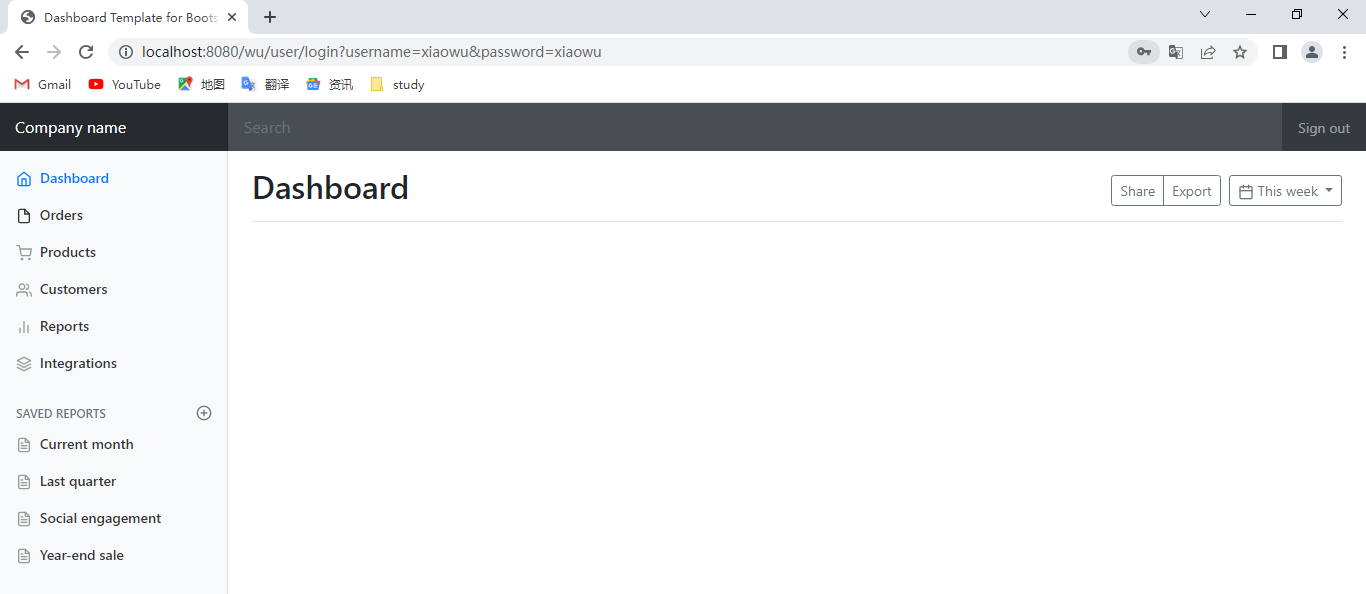 Dashboard Template for Boots
localhost:8080/wu/user/login?username=xiaowu&password=xiaowu
Gmail YouTube 地图 翻译 资讯 study
Company name Search Sign out
Dashboard
Orders
Products
Customers
Reports
Integrations
SAVED REPORTS
Current month
Last quarter
Social engagement
Year-end sale
Dashboard
Share Export This week